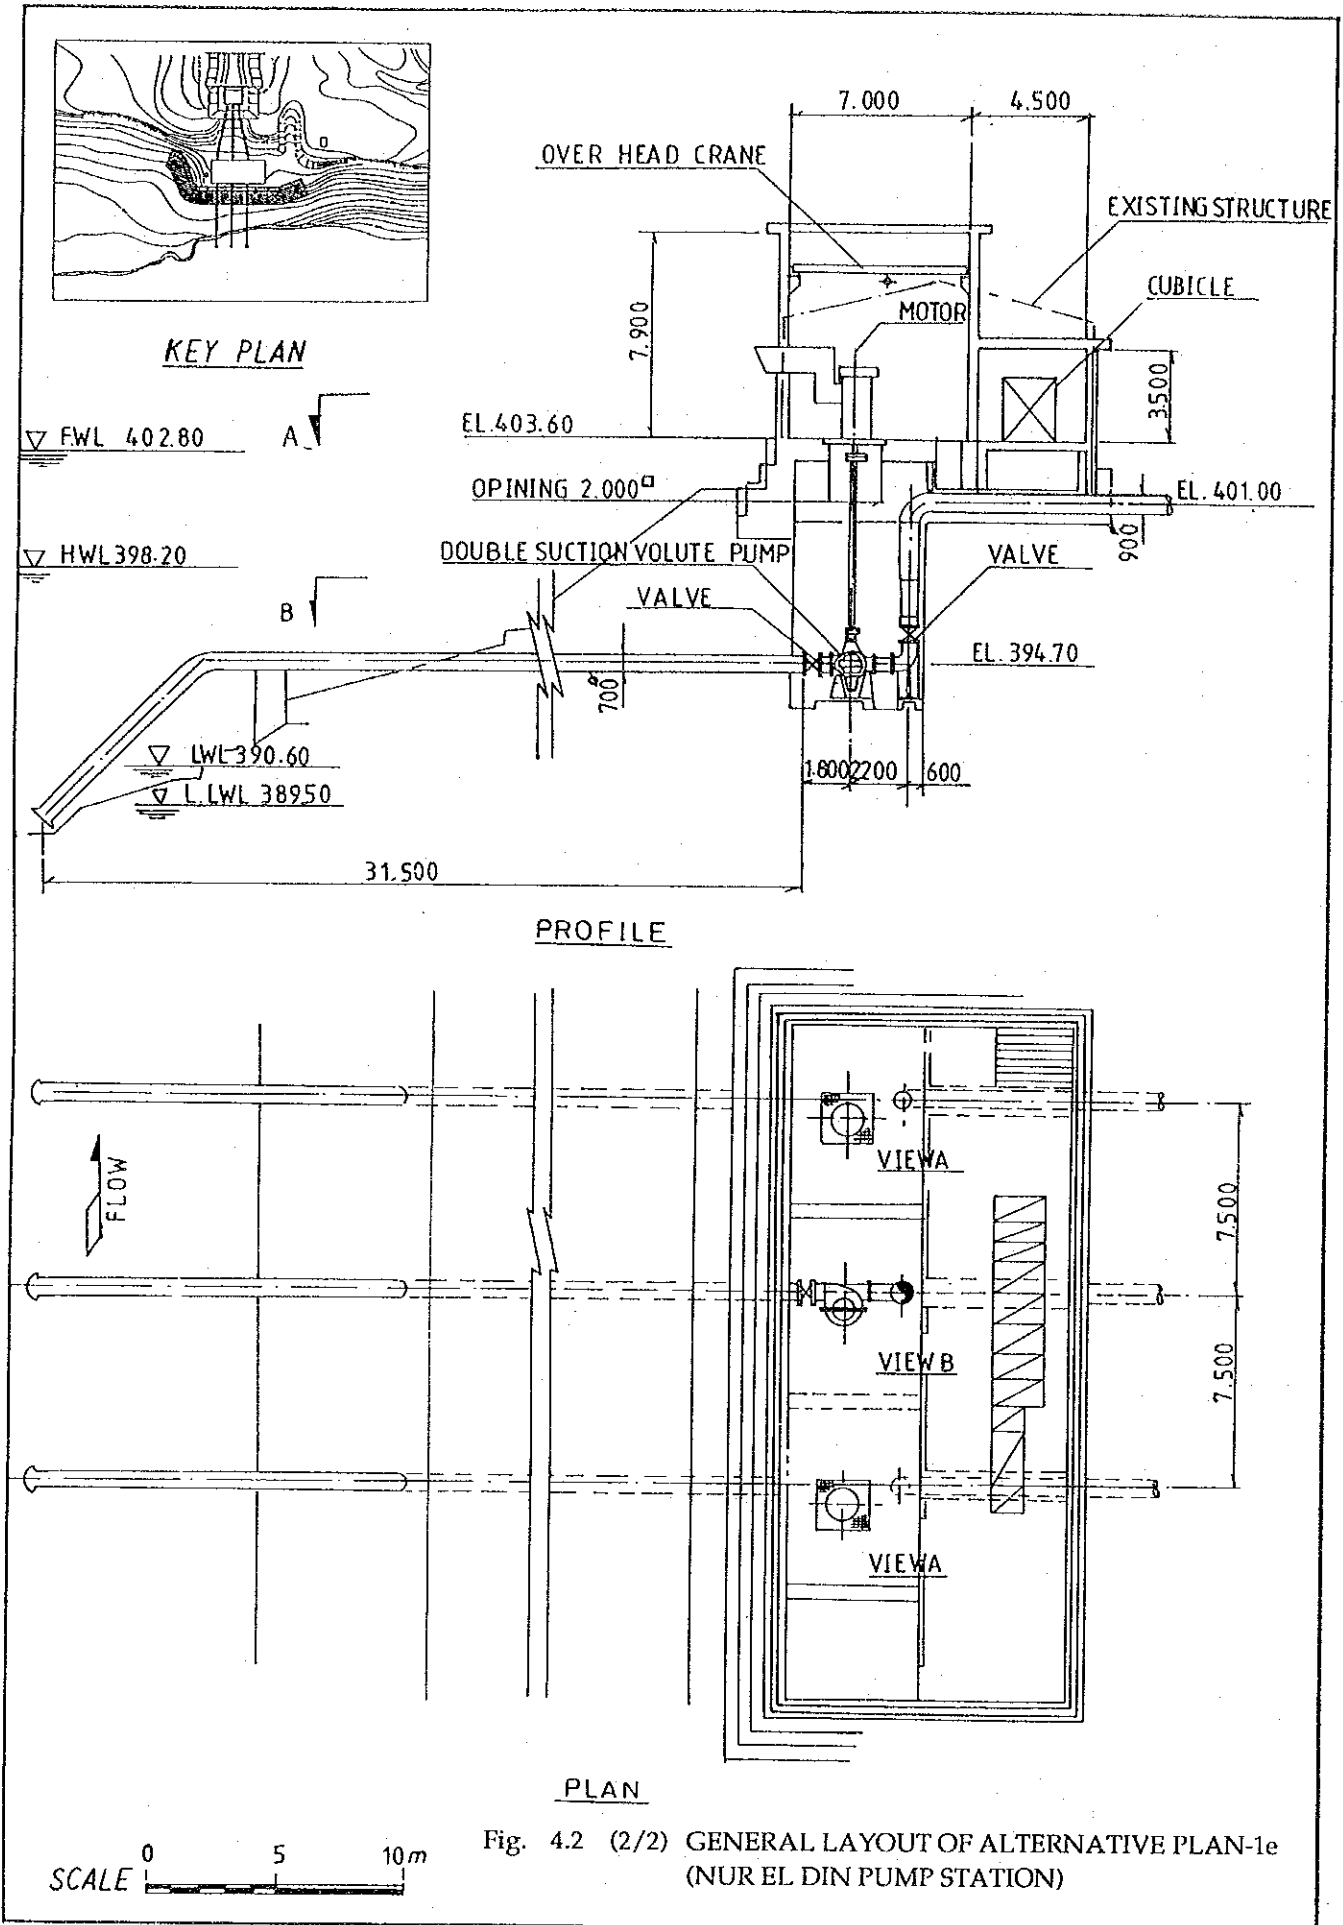 7.000
4.500
OVER HEAD CRANE
EXISTING STRUCTURE
CUBICLE
MOTOR
7.900
KEY PLAN
3.500
FWL 402.80
A
EL.403.60
OPINING 2.000□
EL. 401.00
HWL 398.20
DOUBLE SUCTION VOLUTE PUMP
VALVE
900
VALVE
B
EL. 394.70
ø700
LWL 390.60
L.LWL 38950
1.800
2200
600
31.500
PROFILE
FLOW
VIEW A
7.500
VIEW B
7.500
VIEW A
PLAN
Fig. 4.2 (2/2) GENERAL LAYOUT OF ALTERNATIVE PLAN-1e
(NUR EL DIN PUMP STATION)
SCALE
0 5 10m